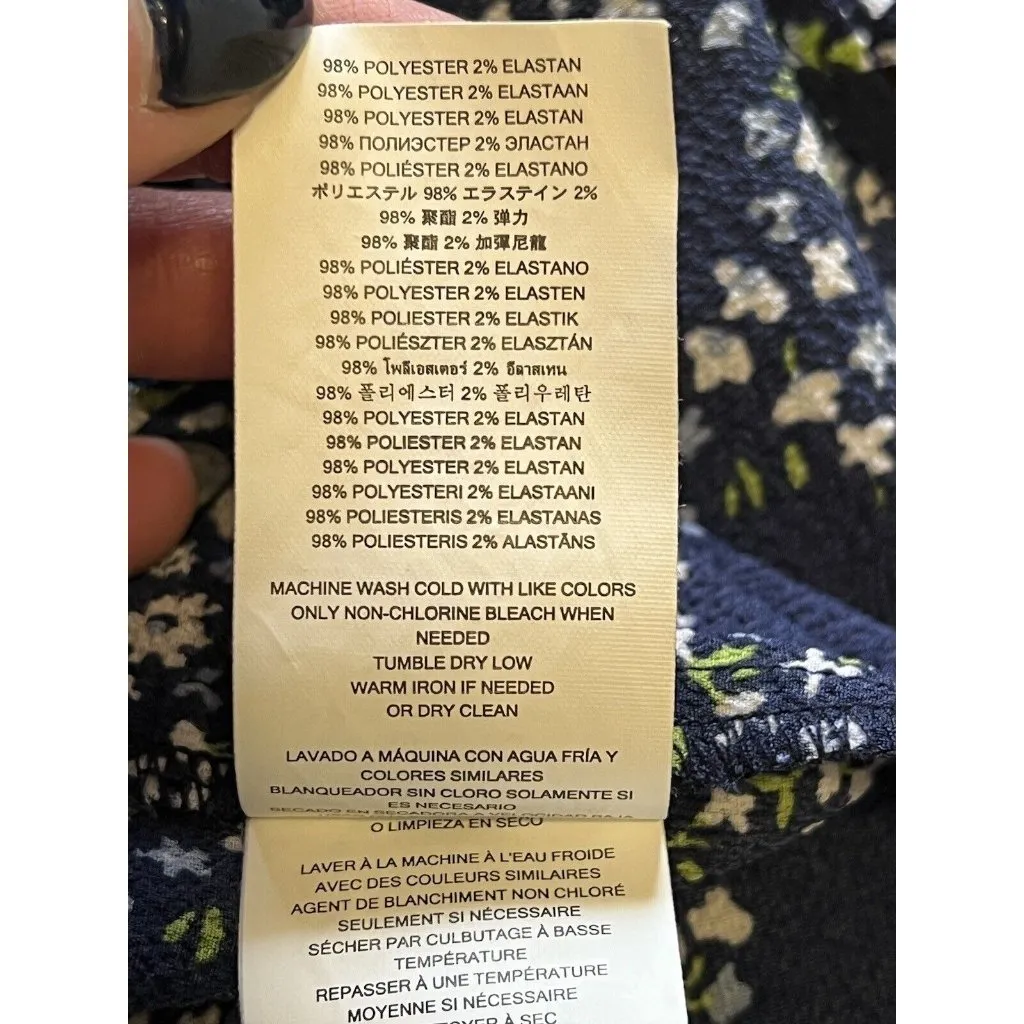 98% POLYESTER 2% ELASTAN
98% POLYESTER 2% ELASTAAN
98% POLYESTER 2% ELASTAN
98% ПОЛИЭСТЕР 2% ЭЛАСТАН
98% POLIÉSTER 2% ELASTANO
ポリエステル 98% エラステイン 2%
98% 聚酯 2% 弹力
98% 聚酯 2% 加彈尼龍
98% POLIÉSTER 2% ELASTANO
98% POLYESTER 2% ELASTEN
98% POLIESTER 2% ELASTIK
98% POLIÉSZTER 2% ELASZTÁN
98% โพลีเอสเตอร์ 2% อีลาสเทน
98% 폴리에스터 2% 폴리우레탄
98% POLYESTER 2% ELASTAN
98% POLIESTER 2% ELASTAN
98% POLYESTER 2% ELASTAN
98% POLYESTERI 2% ELASTAANI
98% POLIESTERIS 2% ELASTANAS
98% POLIESTERIS 2% ALASTĀNS
MACHINE WASH COLD WITH LIKE COLORS
ONLY NON-CHLORINE BLEACH WHEN
NEEDED
TUMBLE DRY LOW
WARM IRON IF NEEDED
OR DRY CLEAN
LAVADO A MÁQUINA CON AGUA FRÍA Y
COLORES SIMILARES
BLANQUEADOR SIN CLORO SOLAMENTE SI
ES NECESARIO
SECADO EN SECADORA A VELOCIDAD BAJA
O LIMPIEZA EN SECO
LAVER À LA MACHINE À L'EAU FROIDE
AVEC DES COULEURS SIMILAIRES
AGENT DE BLANCHIMENT NON CHLORÉ
SEULEMENT SI NÉCESSAIRE
SÉCHER PAR CULBUTAGE À BASSE
TEMPÉRATURE
REPASSER À UNE TEMPÉRATURE
MOYENNE SI NÉCESSAIRE
À SEC